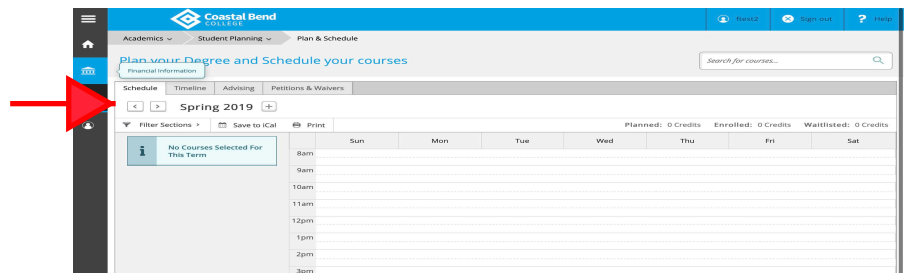 Coastal Bend
COLLEGE
frest2 Sign out ? Help
Academics Student Planning Plan & Schedule
Plan your Degree and Schedule your courses
Search for courses...
Financial Information
Schedule Timeline Advising Petitions & Waivers
< > Spring 2019 +
Filter Sections Save to iCal Print Planned: 0 Credits Enrolled: 0 Credits Waitlisted: 0 Credits
i No Courses Selected For
This Term
Sun Mon Tue Wed Thu Fri Sat
8am
9am
10am
11am
12pm
1pm
2pm
3pm